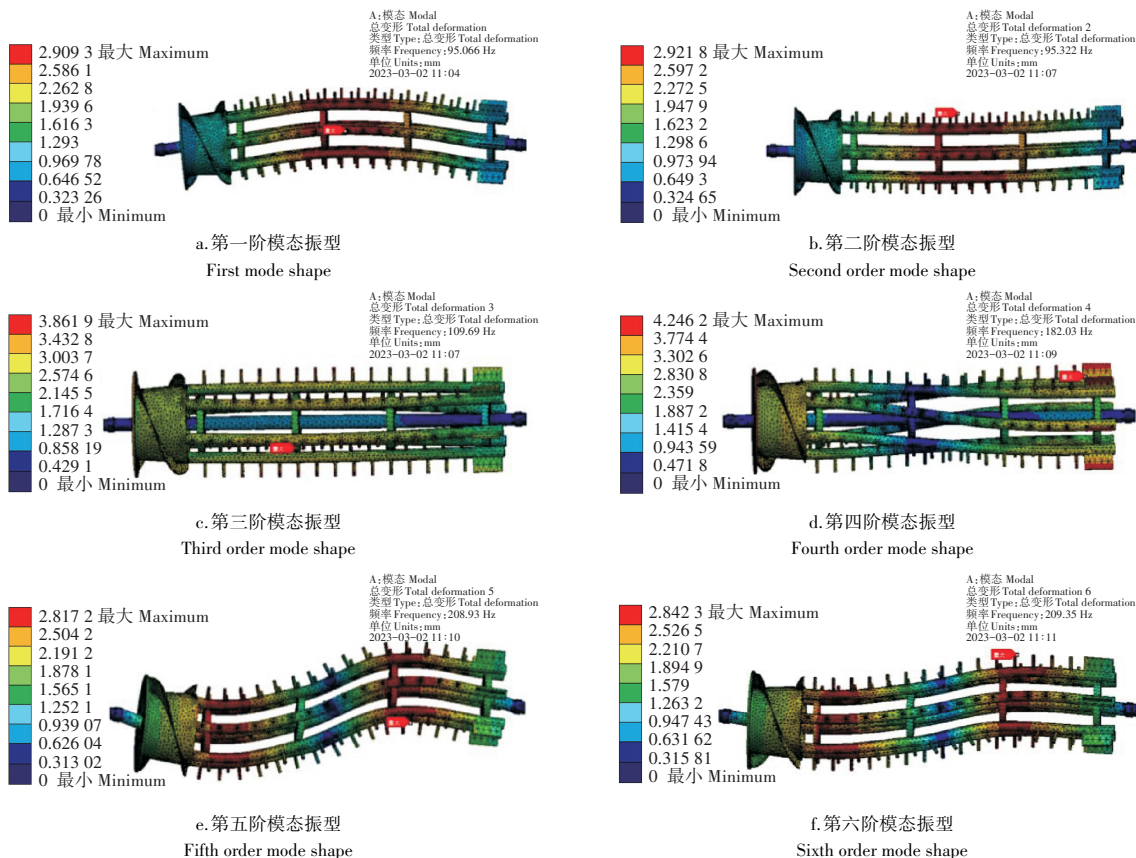 A:模态 Modal
总变形 Total deformation
类型 Type:总变形 Total deformation
频率 Frequency:95.066 Hz
单位 Units:mm
2023-03-02 11:04
2.909 3 最大 Maximum
2.586 1
2.262 8
1.939 6
1.616 3
1.293
0.969 78
0.646 52
0.323 26
0 最小 Minimum
最大
a.第一阶模态振型
First mode shape
A:模态 Modal
总变形 Total deformation 2
类型 Type:总变形 Total deformation
频率 Frequency:95.322 Hz
单位 Units:mm
2023-03-02 11:07
2.921 8 最大 Maximum
2.597 2
2.272 5
1.947 9
1.623 2
1.298 6
0.973 94
0.649 3
0.324 65
0 最小 Minimum
最大
b.第二阶模态振型
Second order mode shape
A:模态 Modal
总变形 Total deformation 3
类型 Type:总变形 Total deformation
频率 Frequency:109.69 Hz
单位 Units:mm
2023-03-02 11:07
3.861 9 最大 Maximum
3.432 8
3.003 7
2.574 6
2.145 5
1.716 4
1.287 3
0.858 19
0.429 1
0 最小 Minimum
最大
c.第三阶模态振型
Third order mode shape
A:模态 Modal
总变形 Total deformation 4
类型 Type:总变形 Total deformation
频率 Frequency:182.03 Hz
单位 Units:mm
2023-03-02 11:09
4.246 2 最大 Maximum
3.774 4
3.302 6
2.830 8
2.359
1.887 2
1.415 4
0.943 59
0.471 8
0 最小 Minimum
最大
d.第四阶模态振型
Fourth order mode shape
A:模态 Modal
总变形 Total deformation 5
类型 Type:总变形 Total deformation
频率 Frequency:208.93 Hz
单位 Units:mm
2023-03-02 11:10
2.817 2 最大 Maximum
2.504 2
2.191 2
1.878 1
1.565 1
1.252 1
0.939 07
0.626 04
0.313 02
0 最小 Minimum
最大
e.第五阶模态振型
Fifth order mode shape
A:模态 Modal
总变形 Total deformation 6
类型 Type:总变形 Total deformation
频率 Frequency:209.35 Hz
单位 Units:mm
2023-03-02 11:11
2.842 3 最大 Maximum
2.526 5
2.210 7
1.894 9
1.579
1.263 2
0.947 43
0.631 62
0.315 81
0 最小 Minimum
最大
f.第六阶模态振型
Sixth order mode shape